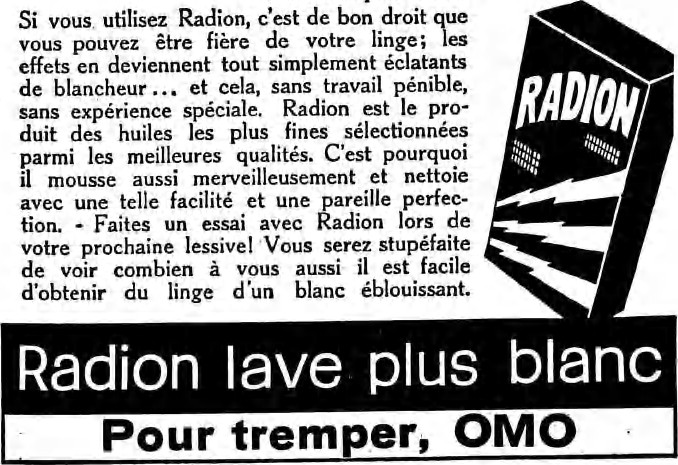 Si vous utilisez Radion, c'est de bon droit que
vous pouvez être fière de votre linge; les
effets en deviennent tout simplement éclatants
de blancheur... et cela, sans travail pénible,
sans expérience spéciale. Radion est le pro-
duit des huiles les plus fines sélectionnées
parmi les meilleures qualités. C'est pourquoi
il mousse aussi merveilleusement et nettoie
avec une telle facilité et une pareille perfec-
tion. - Faites un essai avec Radion lors de
votre prochaine lessive! Vous serez stupéfaite
de voir combien à vous aussi il est facile
d'obtenir du linge d'un blanc éblouissant.
RADION
Radion lave plus blanc
Pour tremper, OMO